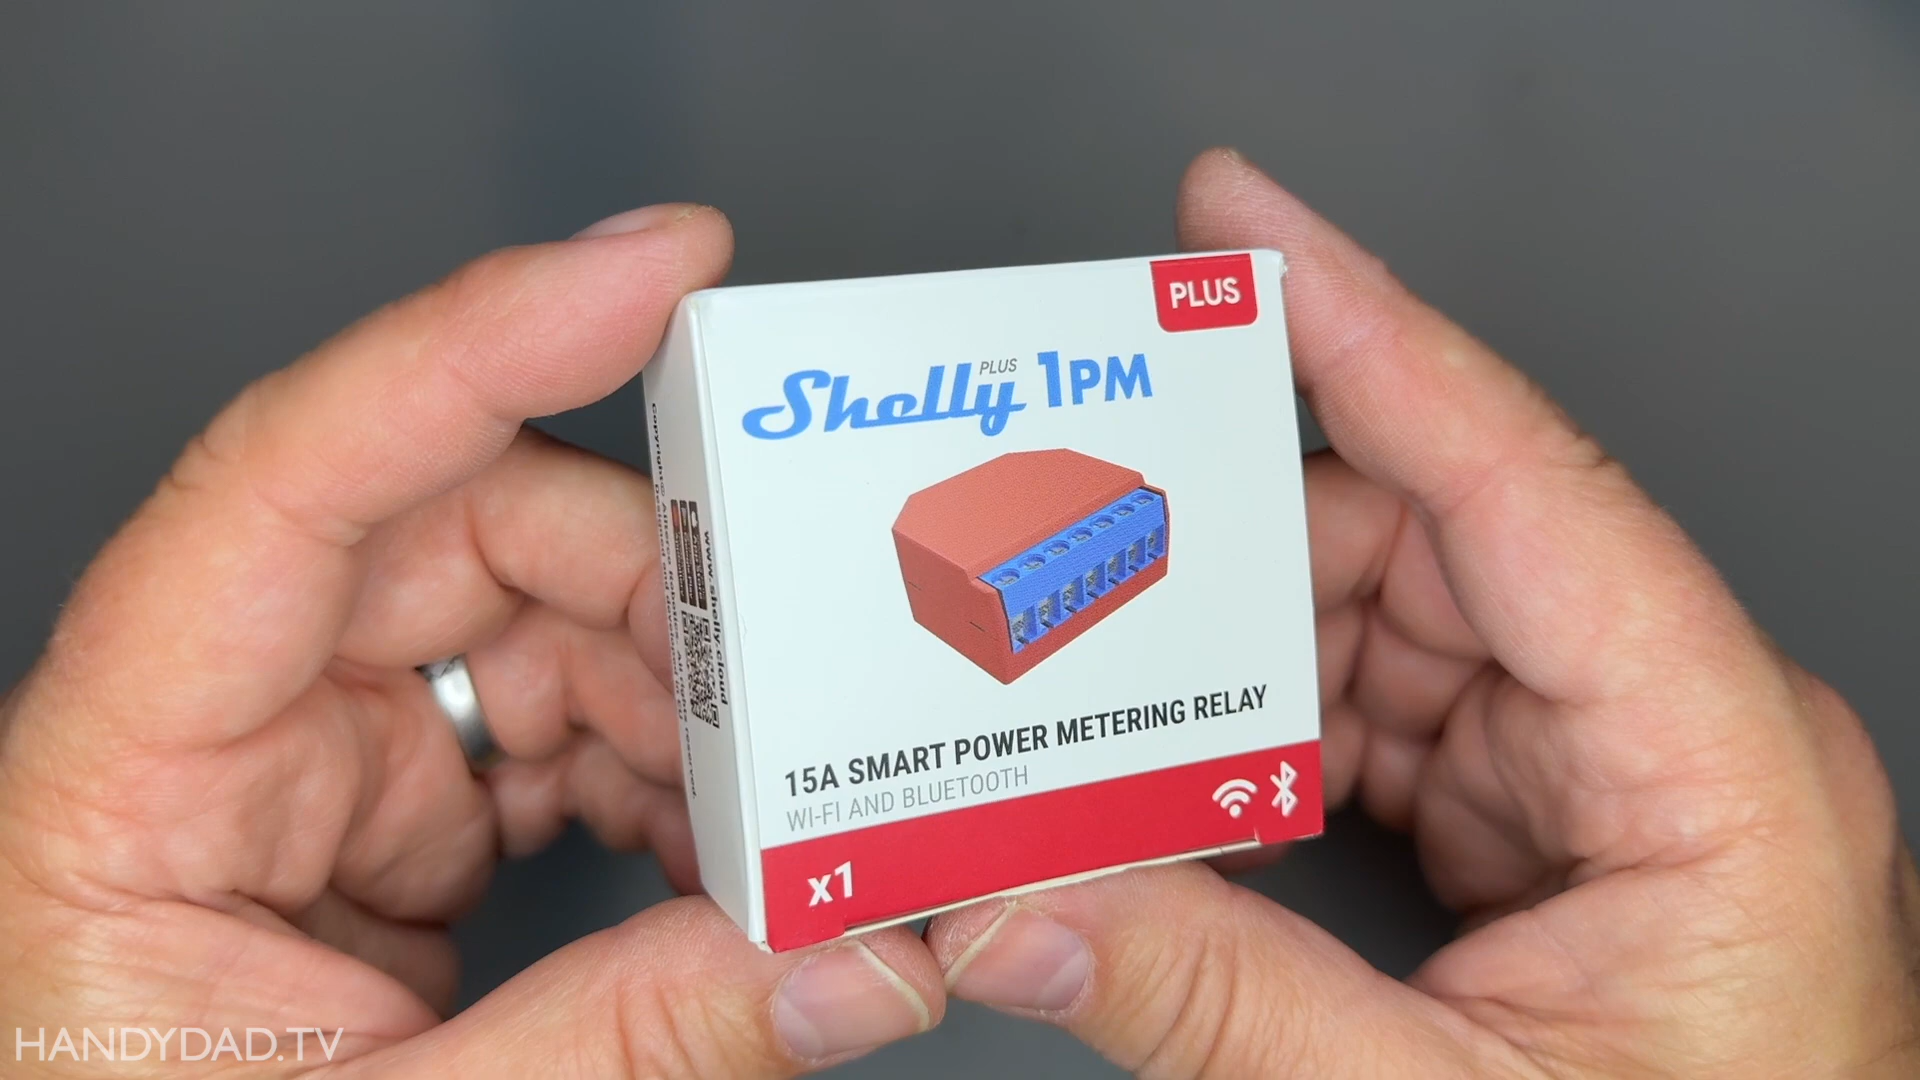 PLUS
Shelly PLUS 1PM
15A SMART POWER METERING RELAY
WI-FI AND BLUETOOTH
x1
www.shelly.cloud
HANDYDAD.TV